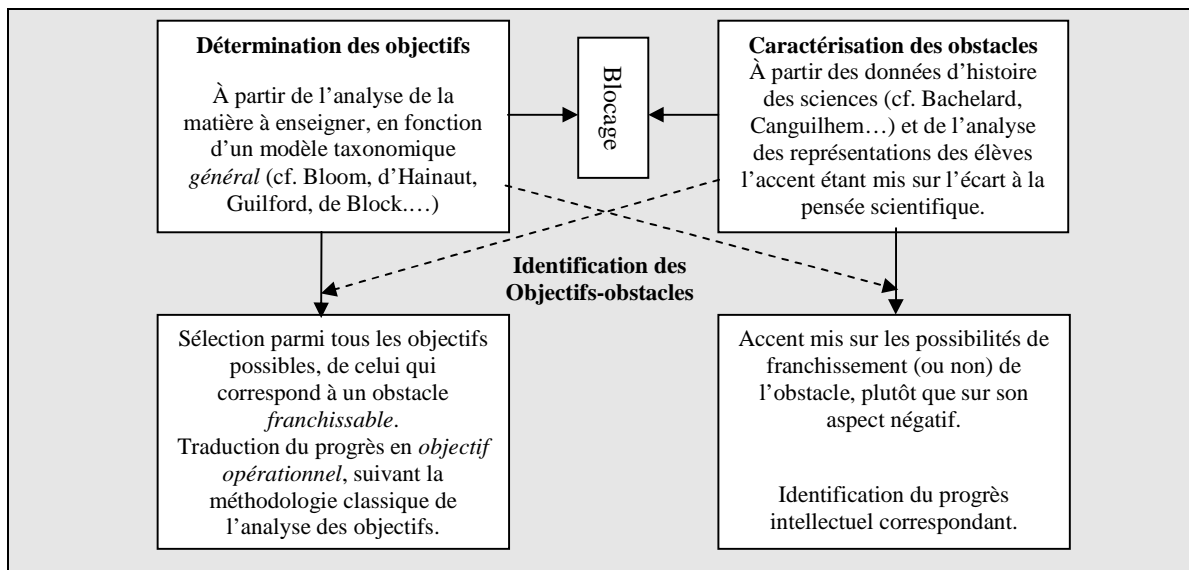 Détermination des objectifs
À partir de l’analyse de la
matière à enseigner, en fonction
d’un modèle taxonomique
général (cf. Bloom, d’Hainaut,
Guilford, de Block.…)
Blocage
Caractérisation des obstacles
À partir des données d’histoire
des sciences (cf. Bachelard,
Canguilhem…) et de l’analyse
des représentations des élèves
l’accent étant mis sur l’écart à la
pensée scientifique.
Identification des
Objectifs-obstacles
Sélection parmi tous les objectifs
possibles, de celui qui
correspond à un obstacle
franchissable.
Traduction du progrès en objectif
opérationnel, suivant la
méthodologie classique de
l’analyse des objectifs.
Accent mis sur les possibilités de
franchissement (ou non) de
l’obstacle, plutôt que sur son
aspect négatif.
Identification du progrès
intellectuel correspondant.